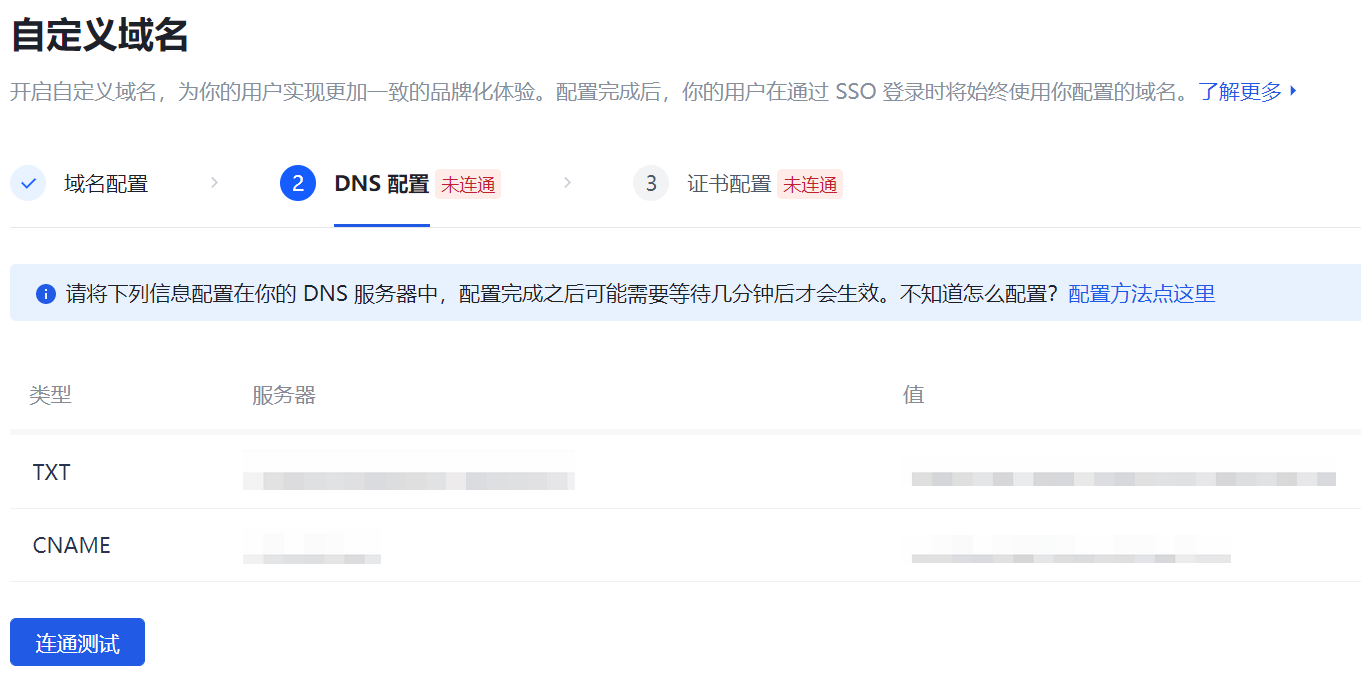 自定义域名
开启自定义域名，为你的用户实现更加一致的品牌化体验。配置完成后，你的用户在通过 SSO 登录时将始终使用你配置的域名。了解更多
域名配置 2 DNS 配置 未连通 3 证书配置 未连通
请将下列信息配置在你的 DNS 服务器中，配置完成之后可能需要等待几分钟后才会生效。不知道怎么配置？配置方法点这里
类型 服务器 值
TXT
CNAME
连通测试